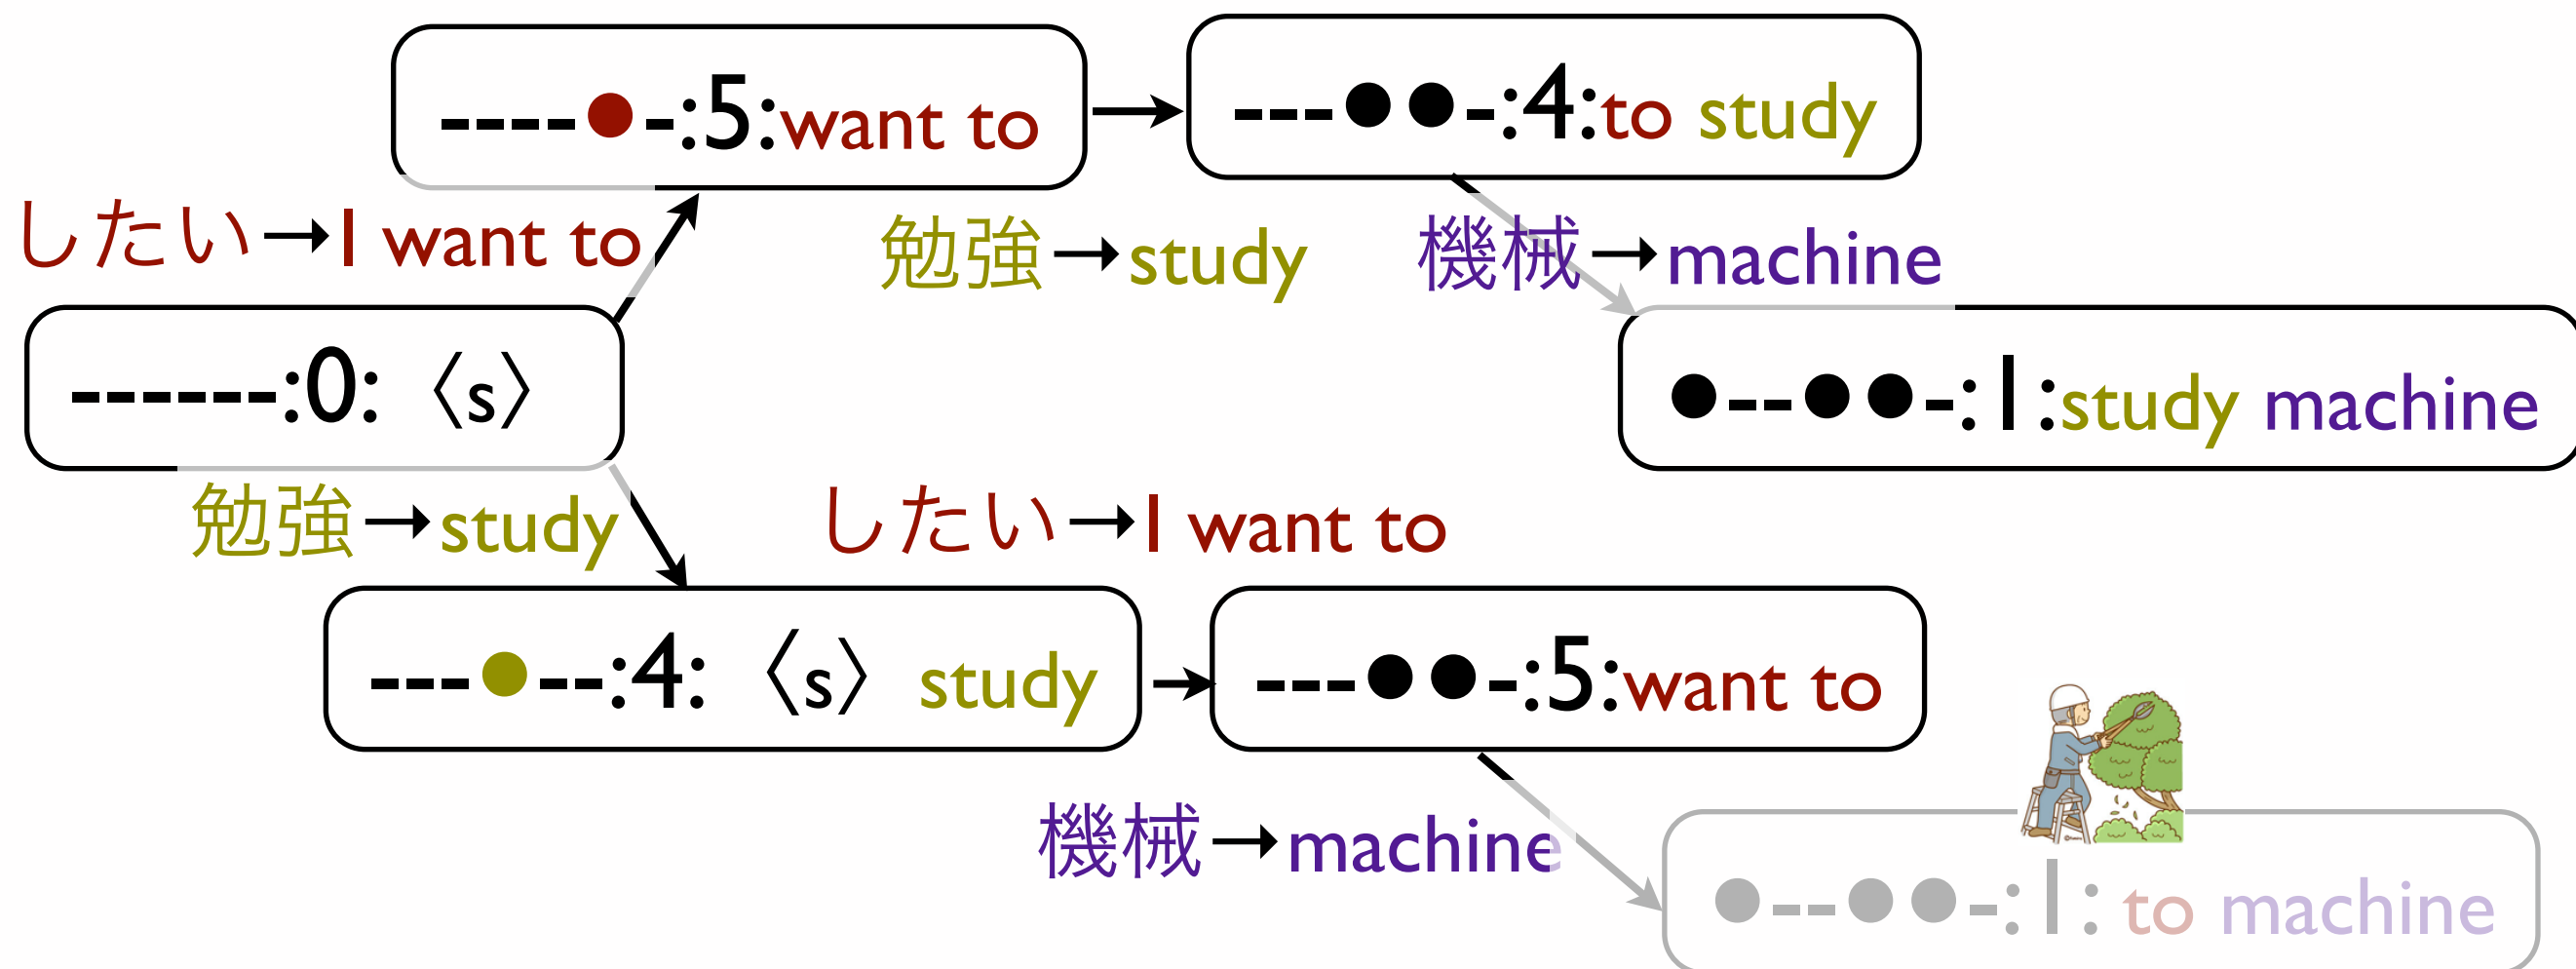 ----●-:5:want to
---●●-:4:to study
したい→I want to
勉強→study
機械→machine
------:0: 〈s〉
●--●●-:1:study machine
勉強→study
したい→I want to
---●--:4: 〈s〉 study
---●●-:5:want to
機械→machine
●--●●-:1: to machine